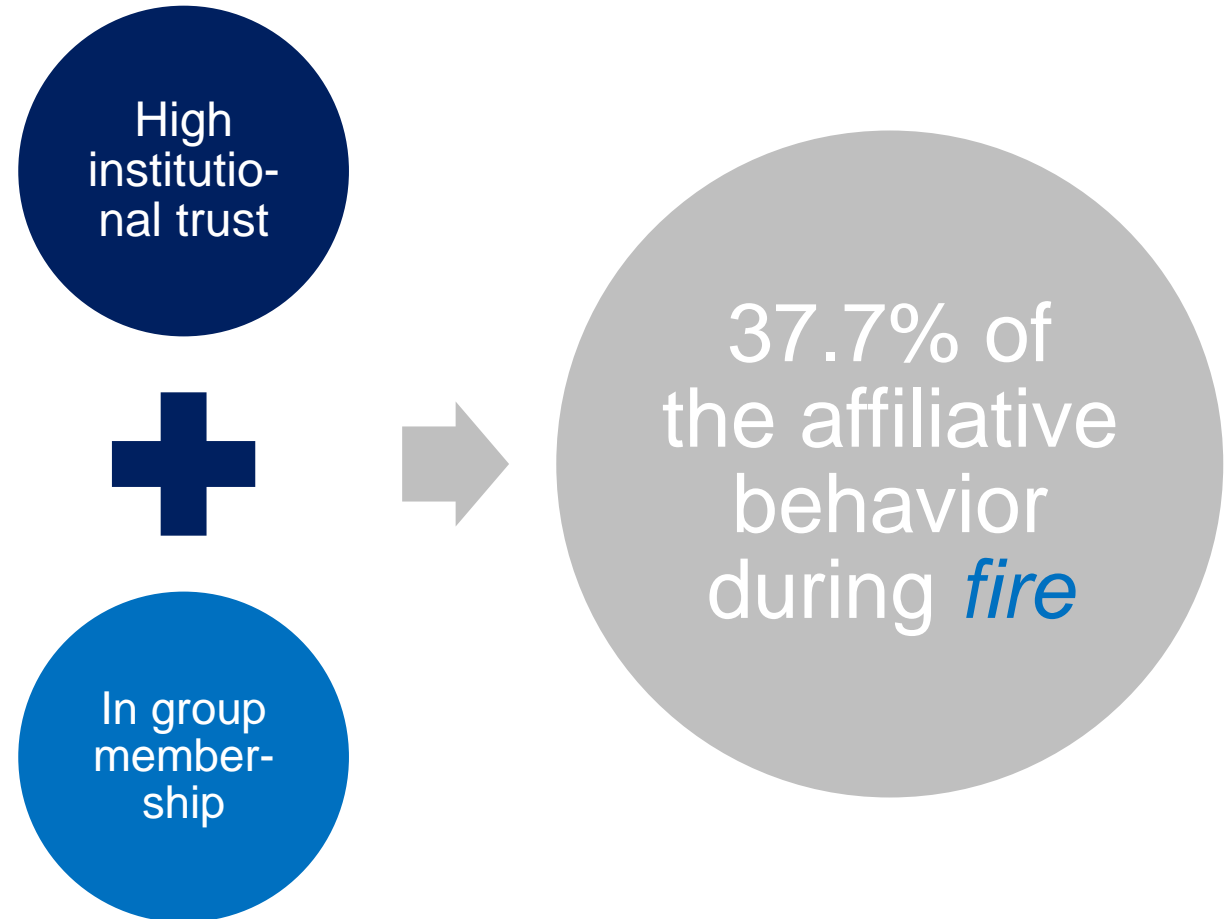 High
institutio-
nal trust
37.7% of
the affiliative
behavior
during fire
In group
member-
ship